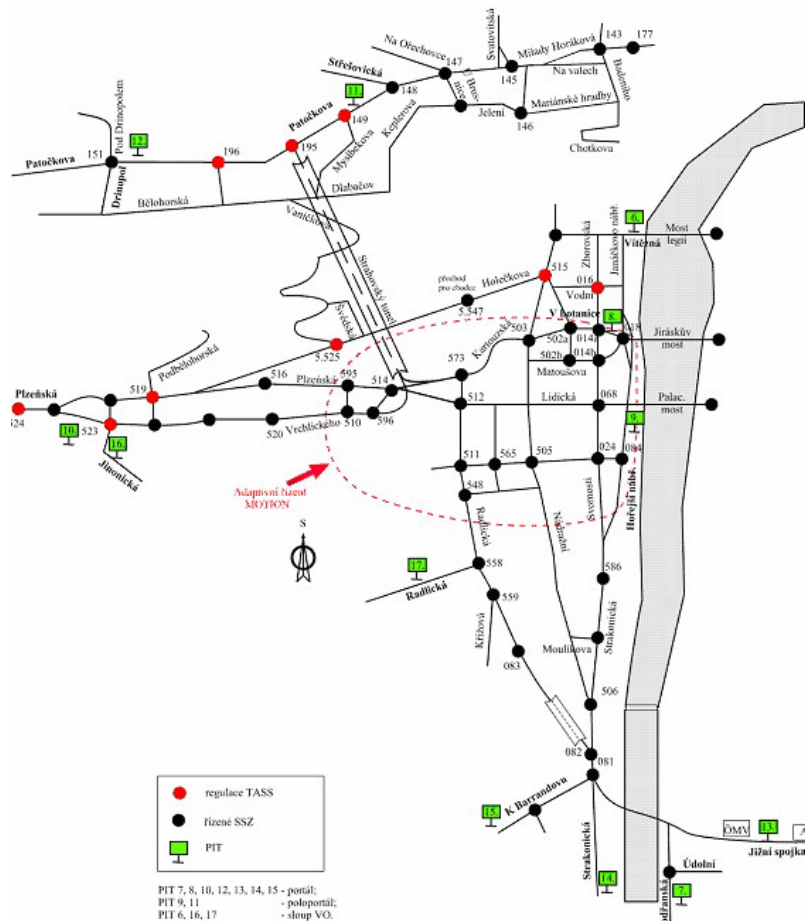 Na Ořechovce
147
Svatovítská
Milady Horáková
143
177
Střešovická
148
U Brus-
nice
145
Na valech
Badeniho
Pod Drinopolem
11.
Patočkova
149
Keplerova
Jelení
146
Mariánské hradby
12.
Patočkova
151
Drinopol
196
195
Myslbekova
Chotkova
Bělohorská
Dlabačov
Vaníčkova
Strahovský tunel
Zborovská
Janáčkovo nábř.
6.
Vítězná
Most
legií
přechod
pro chodce
Holečkova
515
016
Vodní
Švédská
5.547
V Botanice
8.
018
5.525
Kartouzská
503
502a
014a
Jiráskův
most
Podbělohorská
502b
014b
Matoušova
Plzeňská
519
516
Plzeňská
595
514
573
512
Lidická
068
Palac.
most
524
10.
523
16.
520
Vrchlického
510
596
9.
Jinonická
511
565
505
024
084
Adaptivní řízení
MOTION
548
Radlická
Nádražní
Svornosti
Hořejší nábř.
S
17.
Radlická
558
559
586
Křížová
083
Moulíkova
Strakonická
506
082
081
15.
K Barrandovu
ÖMV
13.
A
Jižní spojka
Strakonická
14.
Údolní
7.
odřanská
regulace TASS
řízené SSZ
PIT
PIT 7, 8, 10, 12, 13, 14, 15 - portál;
PIT 9, 11 - poloportál;
PIT 6, 16, 17 - sloup VO.